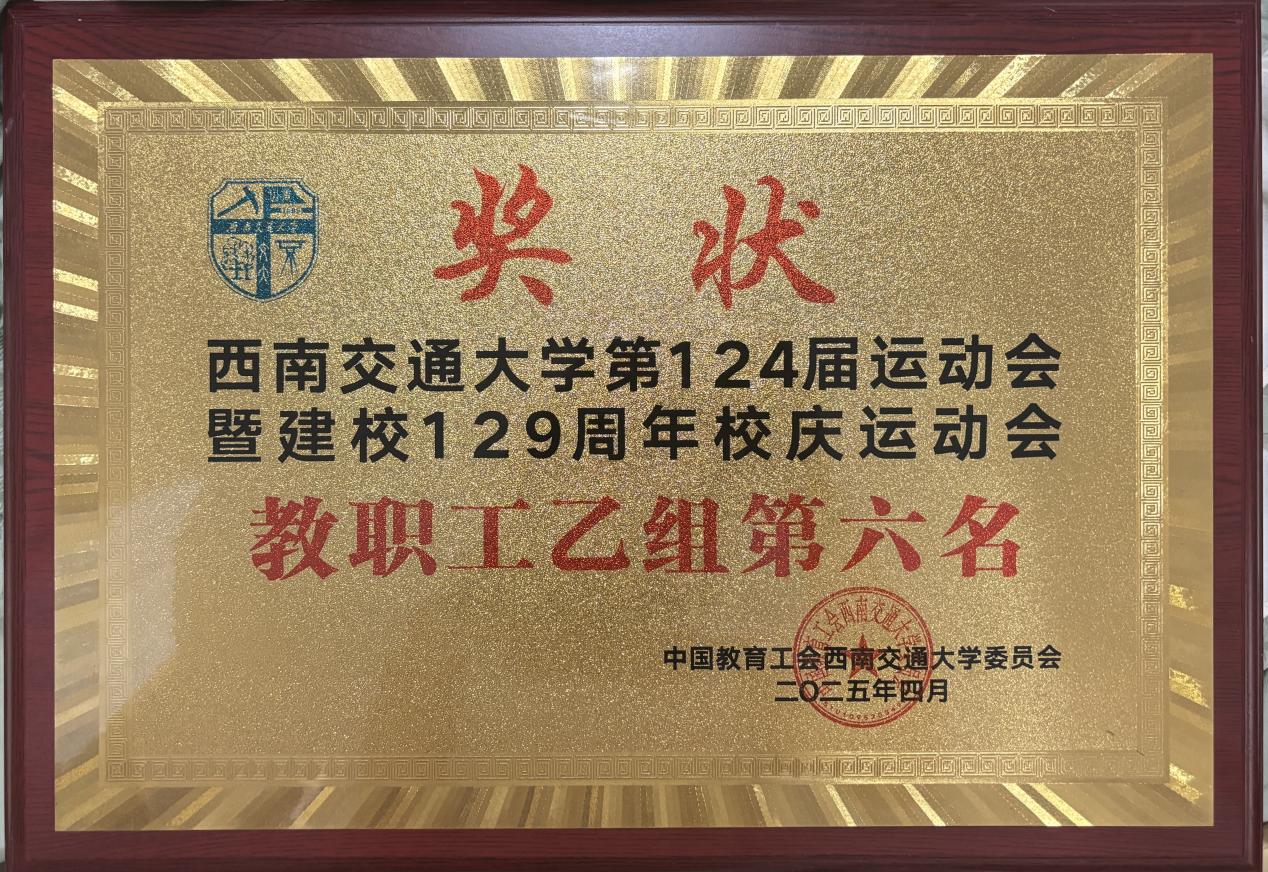 奖状
西南交通大学第124届运动会
暨建校129周年校庆运动会
教职工乙组第六名
中国教育工会西南交通大学委员会
二〇二五年四月